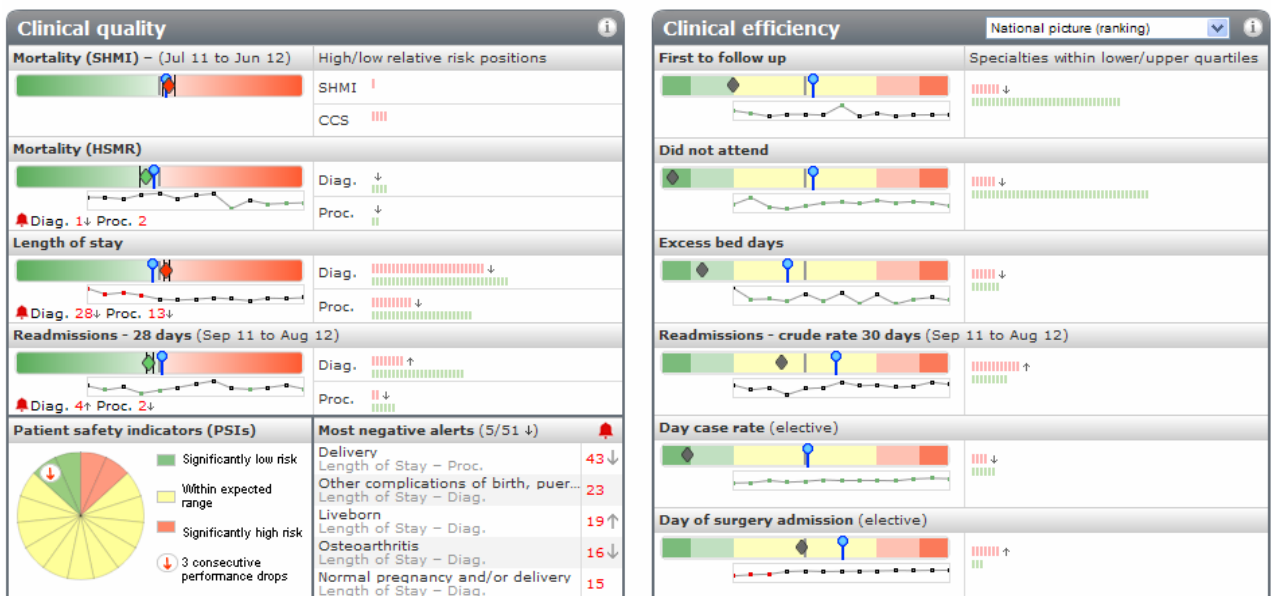 Clinical quality
i
Mortality (SHMI) – (Jul 11 to Jun 12)
High/low relative risk positions
SHMI
CCS
Mortality (HSMR)
Diag.
Proc.
Diag. 1↓ Proc. 2
Length of stay
Diag.
Proc.
Diag. 28↓ Proc. 13↓
Readmissions - 28 days (Sep 11 to Aug 12)
Diag.
Proc.
Diag. 4↑ Proc. 2↓
Patient safety indicators (PSIs)
Significantly low risk
Within expected
range
Significantly high risk
3 consecutive
performance drops
Most negative alerts (5/51 ↓)
Delivery
Length of Stay – Proc.
43↓
Other complications of birth, puer...
Length of Stay – Diag.
23
Liveborn
Length of Stay – Diag.
19↑
Osteoarthritis
Length of Stay – Diag.
16↓
Normal pregnancy and/or delivery
Length of Stay – Diag.
15
Clinical efficiency
National picture (ranking)
i
First to follow up
Specialties within lower/upper quartiles
Did not attend
Excess bed days
Readmissions - crude rate 30 days (Sep 11 to Aug 12)
Day case rate (elective)
Day of surgery admission (elective)